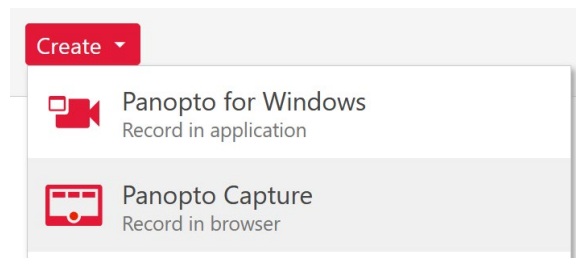 Create
Panopto for Windows
Record in application
Panopto Capture
Record in browser